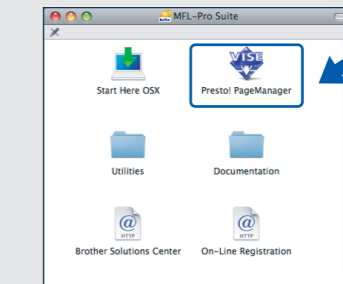 MFL-Pro Suite
VISE
Start Here OSX
Presto! PageManager
Utilities
Documentation
@
HTTP
@
HTTP
Brother Solutions Center
On-Line Registration